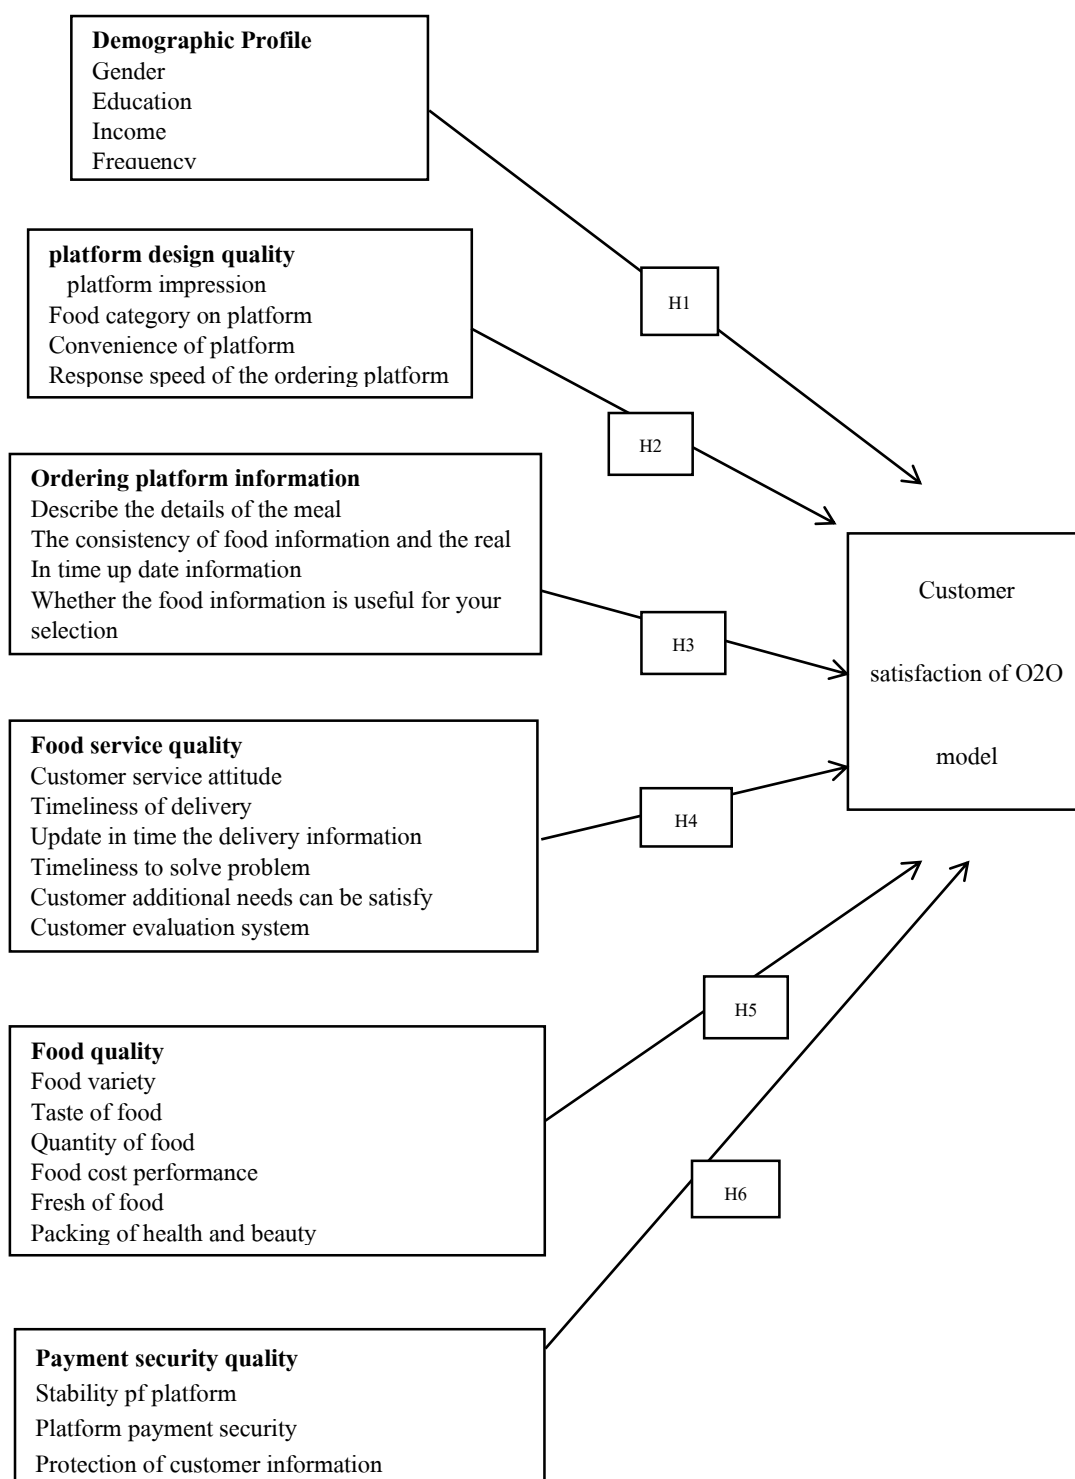 Demographic Profile
Gender
Education
Income
Frequency
platform design quality
platform impression
Food category on platform
Convenience of platform
Response speed of the ordering platform
H1
H2
Ordering platform information
Describe the details of the meal
The consistency of food information and the real
In time up date information
Whether the food information is useful for your
selection
H3
Customer
satisfaction of O2O
model
Food service quality
Customer service attitude
Timeliness of delivery
Update in time the delivery information
Timeliness to solve problem
Customer additional needs can be satisfy
Customer evaluation system
H4
Food quality
Food variety
Taste of food
Quantity of food
Food cost performance
Fresh of food
Packing of health and beauty
H5
H6
Payment security quality
Stability pf platform
Platform payment security
Protection of customer information